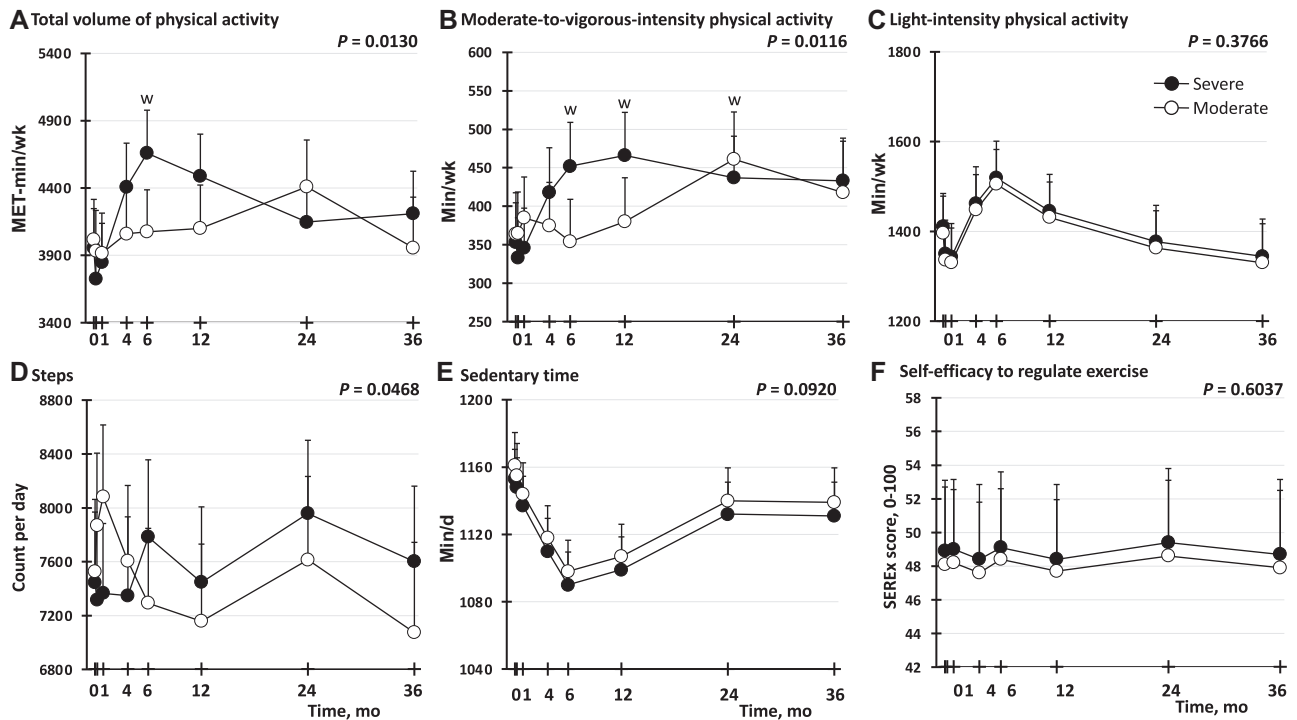 A Total volume of physical activity
P = 0.0130
MET-min/wk
5400
4900
4400
3900
3400
w
0 1 4 6 12 24 36
B Moderate-to-vigorous-intensity physical activity
P = 0.0116
Min/wk
600
550
500
450
400
350
300
250
w w w
0 1 4 6 12 24 36
C Light-intensity physical activity
P = 0.3766
Min/wk
1800
1600
1400
1200
Severe
Moderate
0 1 4 6 12 24 36
D Steps
P = 0.0468
Count per day
8800
8400
8000
7600
7200
6800
0 1 4 6 12 24 36
Time, mo
E Sedentary time
P = 0.0920
Min/d
1200
1160
1120
1080
1040
0 1 4 6 12 24 36
Time, mo
F Self-efficacy to regulate exercise
P = 0.6037
SEREx score, 0-100
58
56
54
52
50
48
46
44
42
0 1 4 6 12 24 36
Time, mo